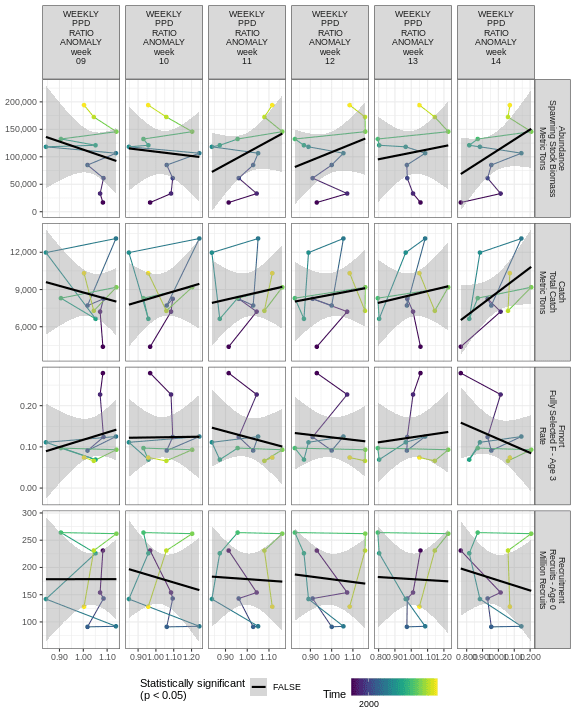 WEEKLY PPD RATIO ANOMALY week 09
WEEKLY PPD RATIO ANOMALY week 10
WEEKLY PPD RATIO ANOMALY week 11
WEEKLY PPD RATIO ANOMALY week 12
WEEKLY PPD RATIO ANOMALY week 13
WEEKLY PPD RATIO ANOMALY week 14
200,000
150,000
100,000
50,000
0
Abundance
Spawning Stock Biomass
Metric Tons
12,000
9,000
6,000
Catch
Total Catch
Metric Tons
0.20
0.10
0.00
Fmort
Fully Selected F - Age 3
Rate
300
250
200
150
100
Recruitment
Recruits - Age 0
Million Recruits
0.90 1.00 1.10
0.80 0.90 1.00 1.10 1.20
0.90 1.00 1.10
0.90 1.00 1.10
0.80 0.90 1.00 1.10 1.20
0.80 0.90 1.00 1.10 1.20
Statistically significant
(p < 0.05)
FALSE
Time
2000